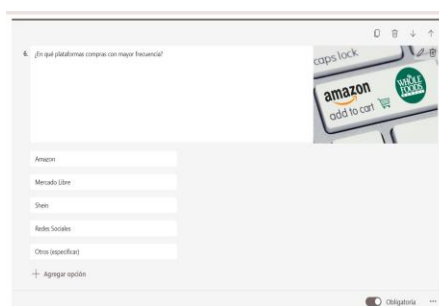 6. ¿En qué plataformas compras con mayor frecuencia?
caps lock
amazon
add to cart
WHOLE
FOODS
Amazon
Mercado Libre
Shein
Redes Sociales
Otros (especificar)
+ Agregar opción
Obligatoria ...